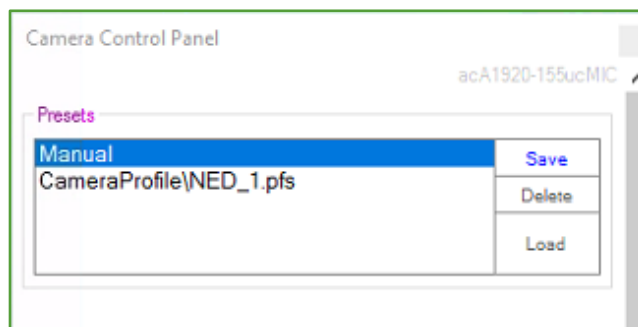 Camera Control Panel
acA1920-155ucMIC
Presets
Manual
CameraProfile\NED_1.pfs
Save
Delete
Load